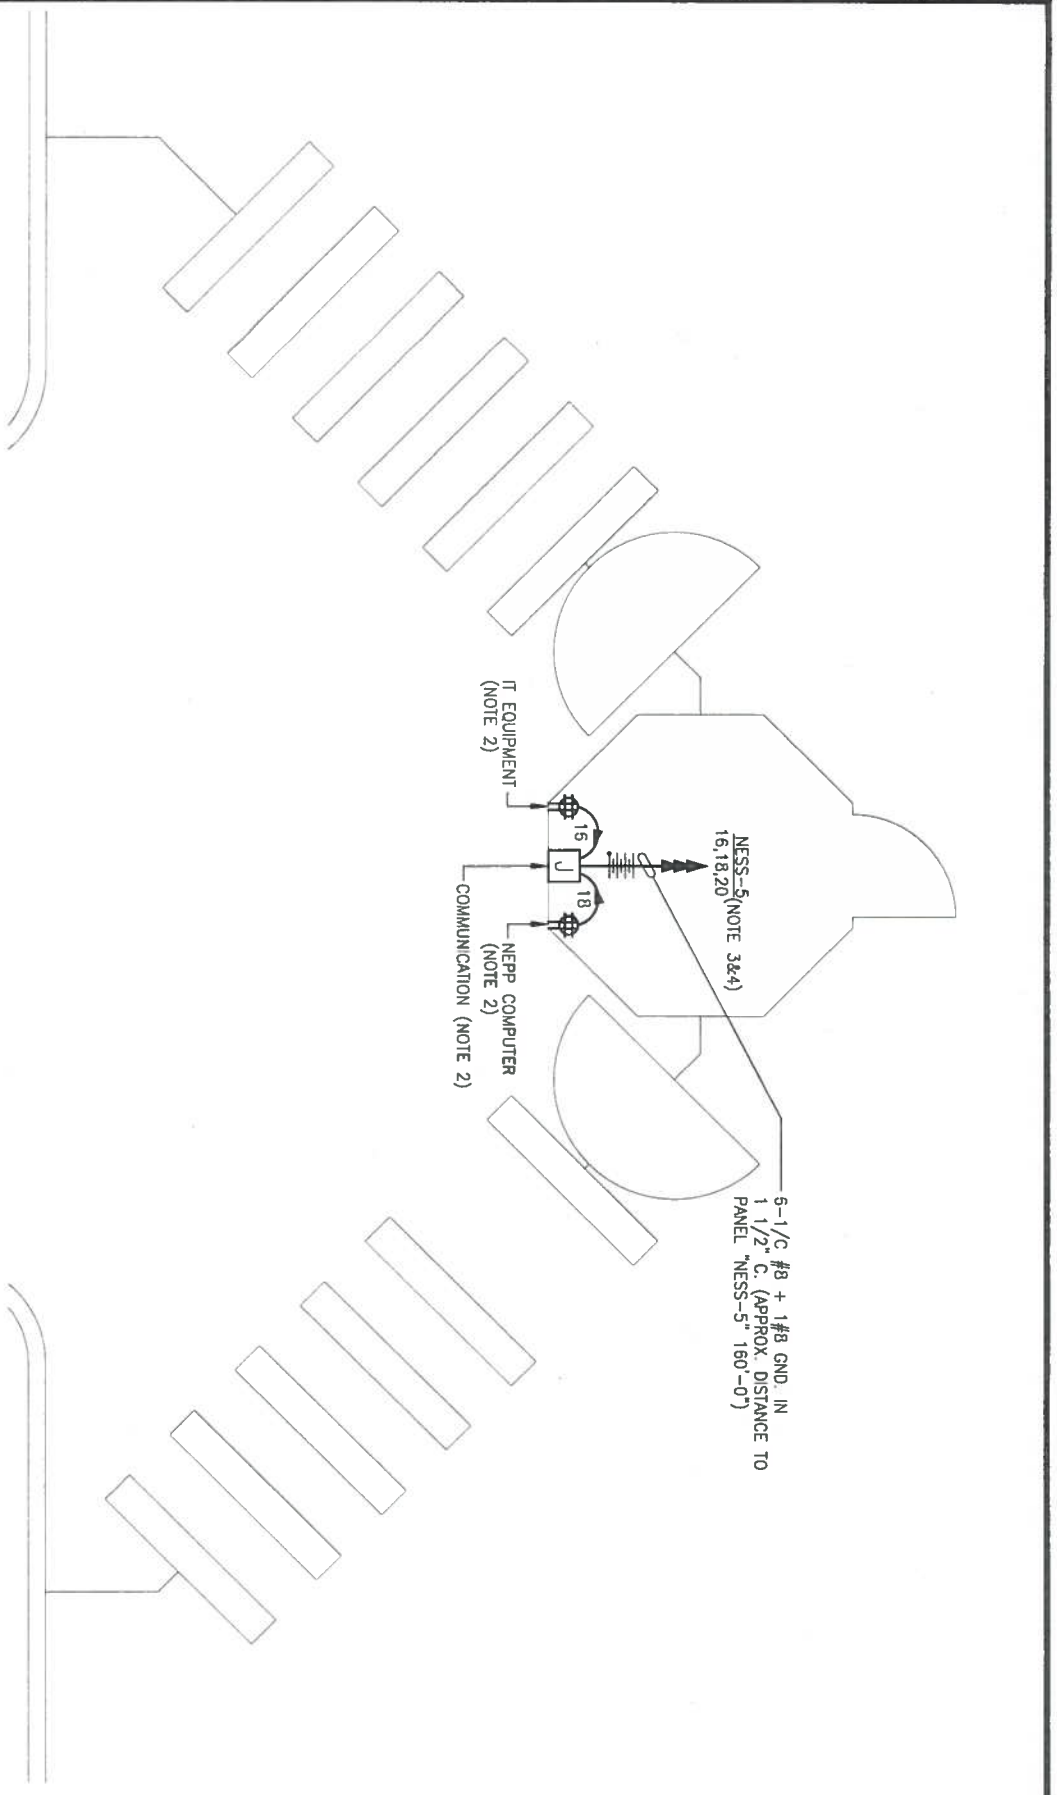 6-1/C #8 + 1#8 GND. IN
1 1/2" C. (APPROX. DISTANCE TO
PANEL "NESS-5" 160'-0")
NESS-5 (NOTE 3&4)
16,18,20
16
J
18
IT EQUIPMENT
(NOTE 2)
NEPP COMPUTER
(NOTE 2)
COMMUNICATION (NOTE 2)